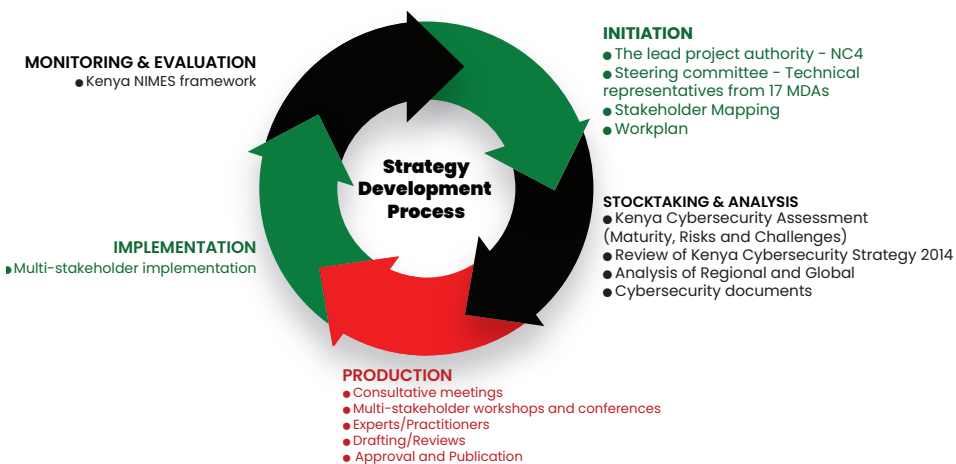 Strategy
Development
Process
INITIATION
● The lead project authority - NC4
● Steering committee - Technical
representatives from 17 MDAs
● Stakeholder Mapping
● Workplan
STOCKTAKING & ANALYSIS
● Kenya Cybersecurity Assessment
(Maturity, Risks and Challenges)
● Review of Kenya Cybersecurity Strategy 2014
● Analysis of Regional and Global
● Cybersecurity documents
PRODUCTION
● Consultative meetings
● Multi-stakeholder workshops and conferences
● Experts/Practitioners
● Drafting/Reviews
● Approval and Publication
IMPLEMENTATION
● Multi-stakeholder implementation
MONITORING & EVALUATION
● Kenya NIMES framework